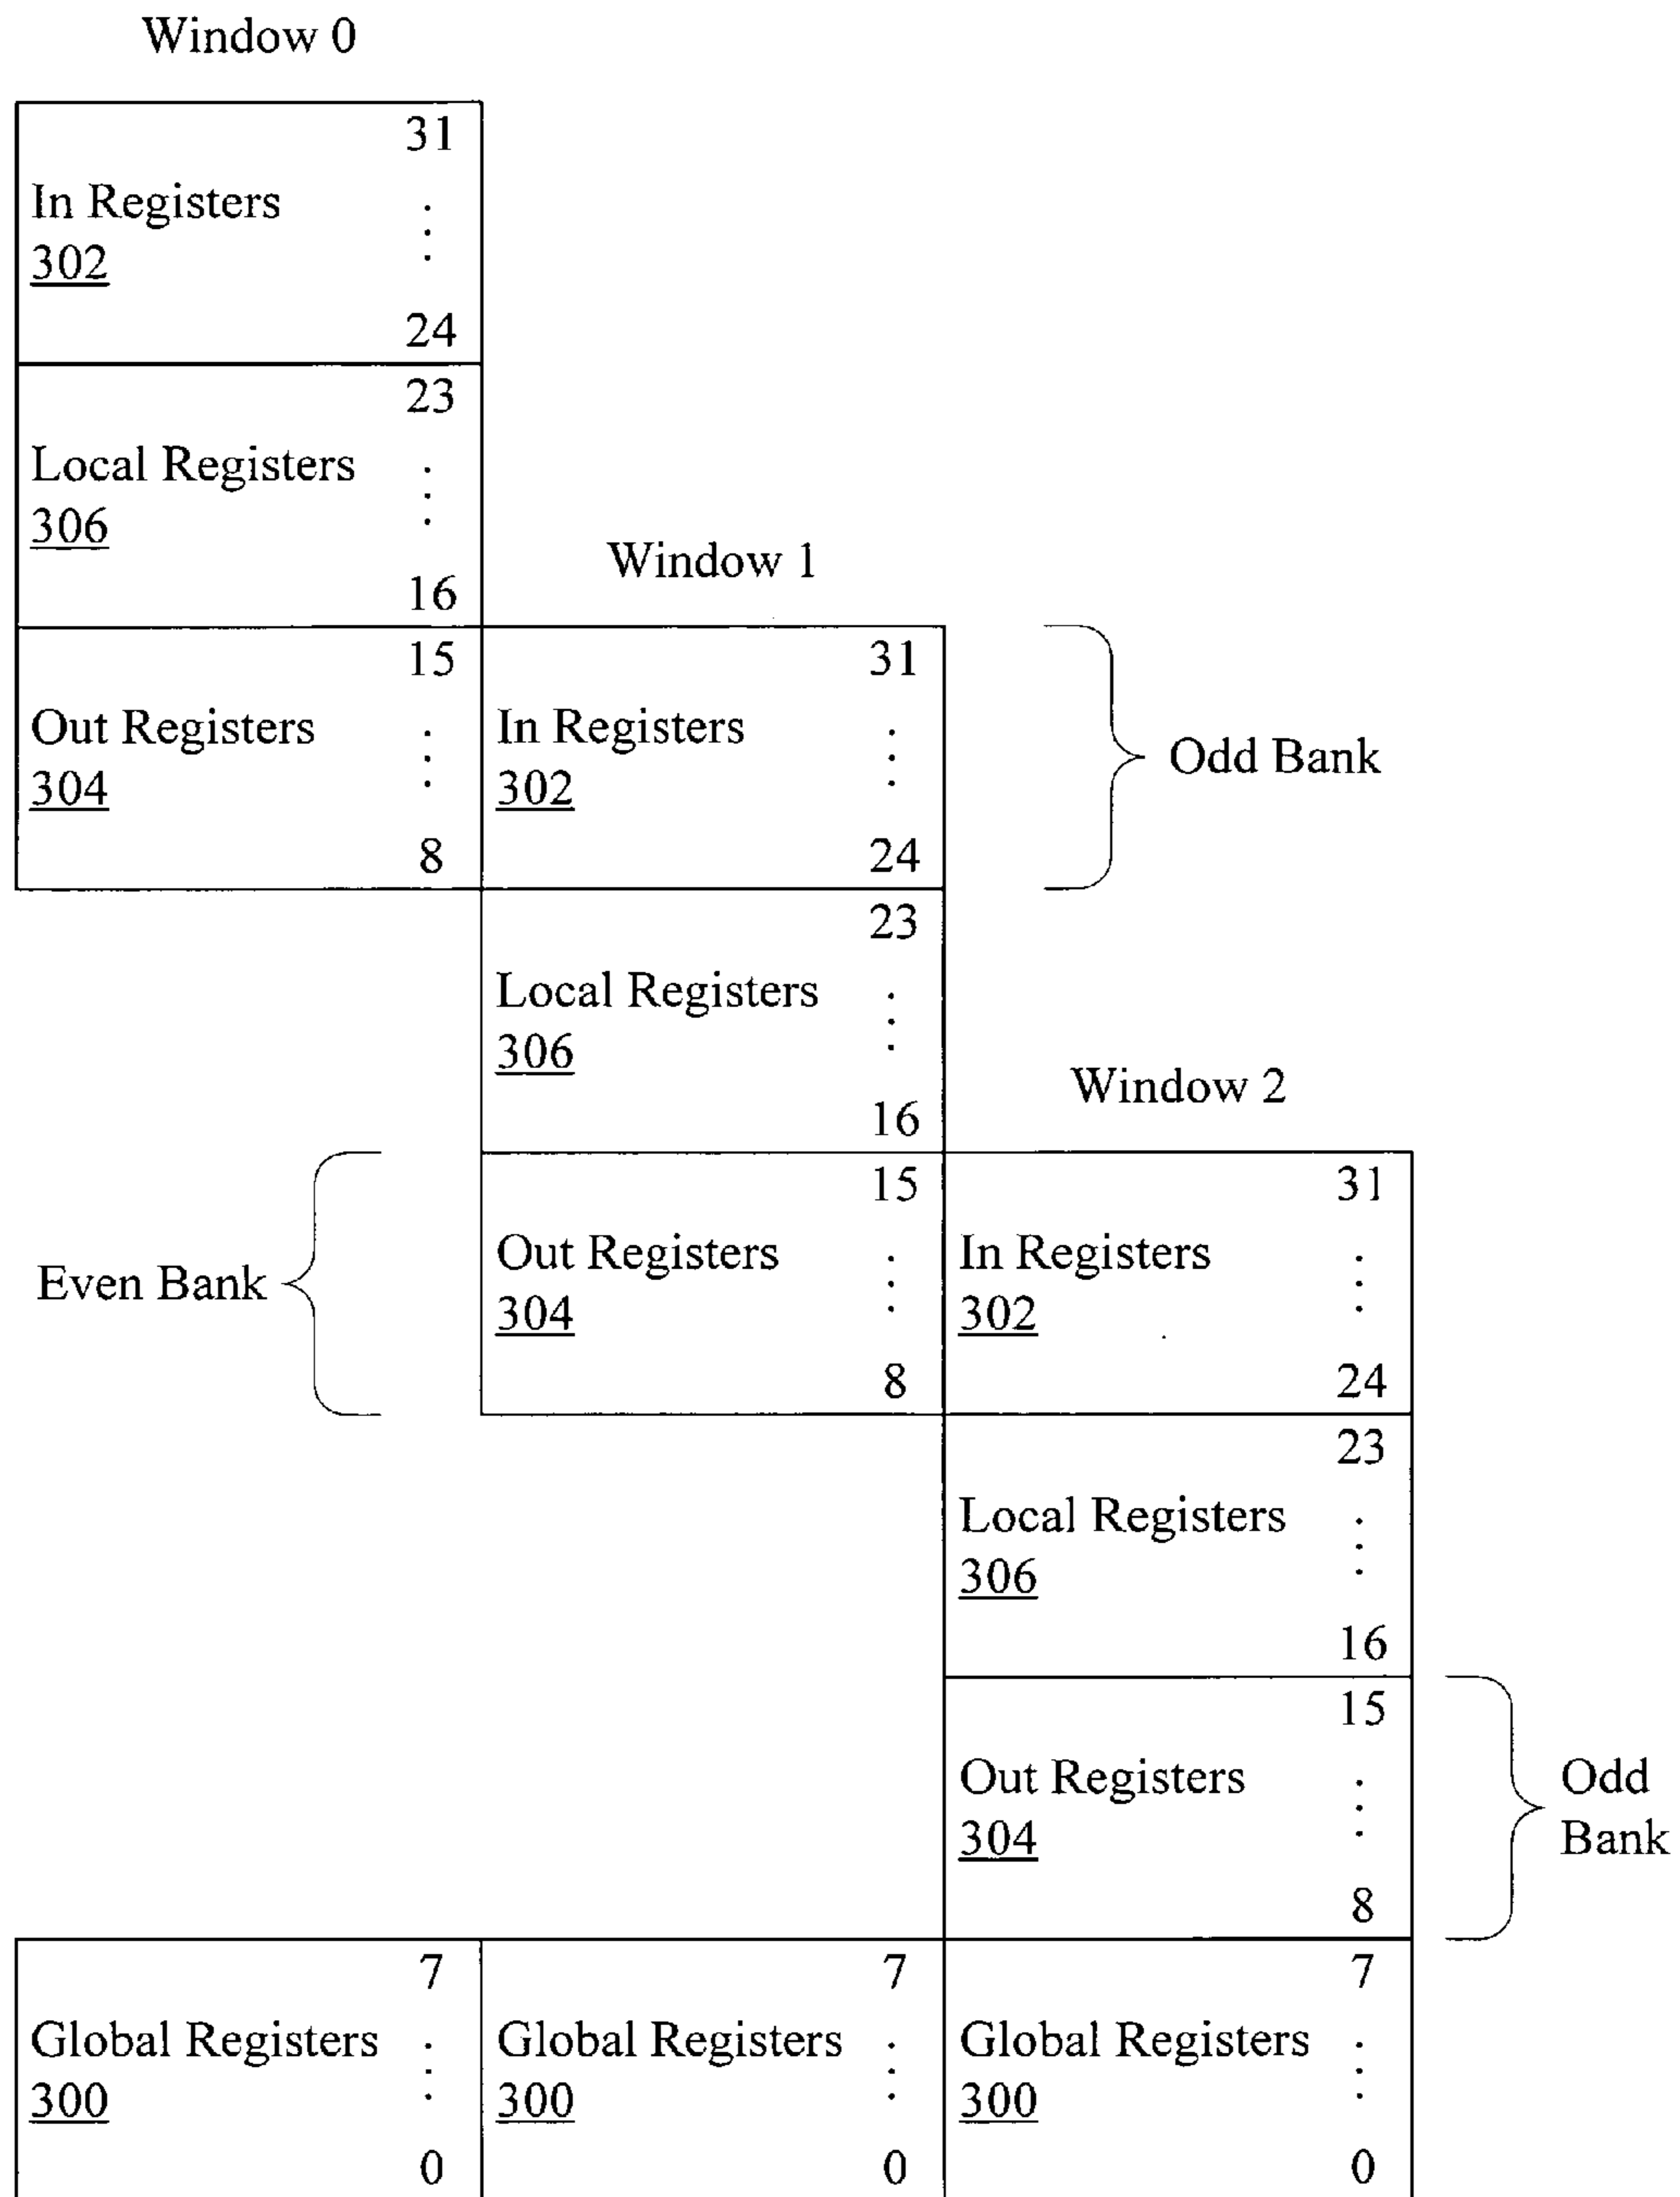 Window 0
31
In Registers
302
24
23
Local Registers
306
16
Window 1
15
Out Registers
304
8
31
In Registers
302
24
Odd Bank
23
Local Registers
306
16
Window 2
Even Bank
15
Out Registers
304
8
31
In Registers
302
24
23
Local Registers
306
16
15
Out Registers
304
8
Odd
Bank
7
Global Registers
300
0
7
Global Registers
300
0
7
Global Registers
300
0